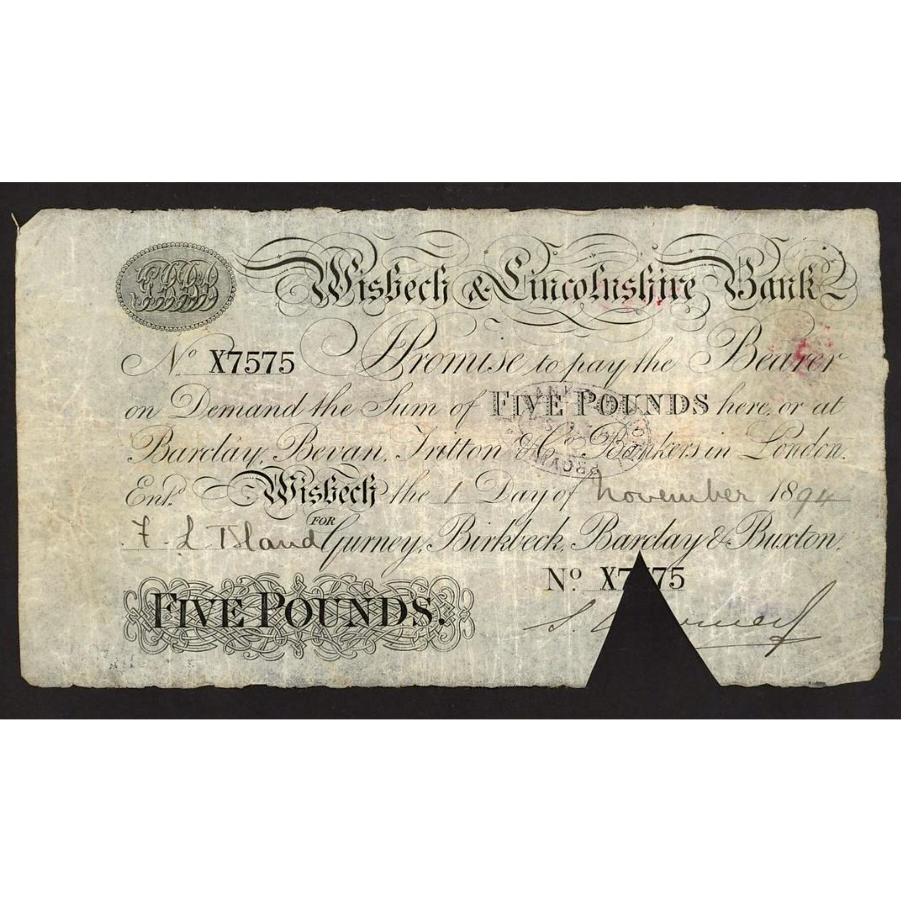 Wisbech & Lincolnshire Bank
No. X7575 I Promise to pay the Bearer
on Demand the Sum of FIVE POUNDS here, or at
Barclay, Bevan, Tritton & Co. Bankers in London.
Entd. Wisbech the 1 Day of November 1894
FOR
F. L. Island Gurney, Birkbeck, Barclay & Buxton.
No. X7575
FIVE POUNDS.